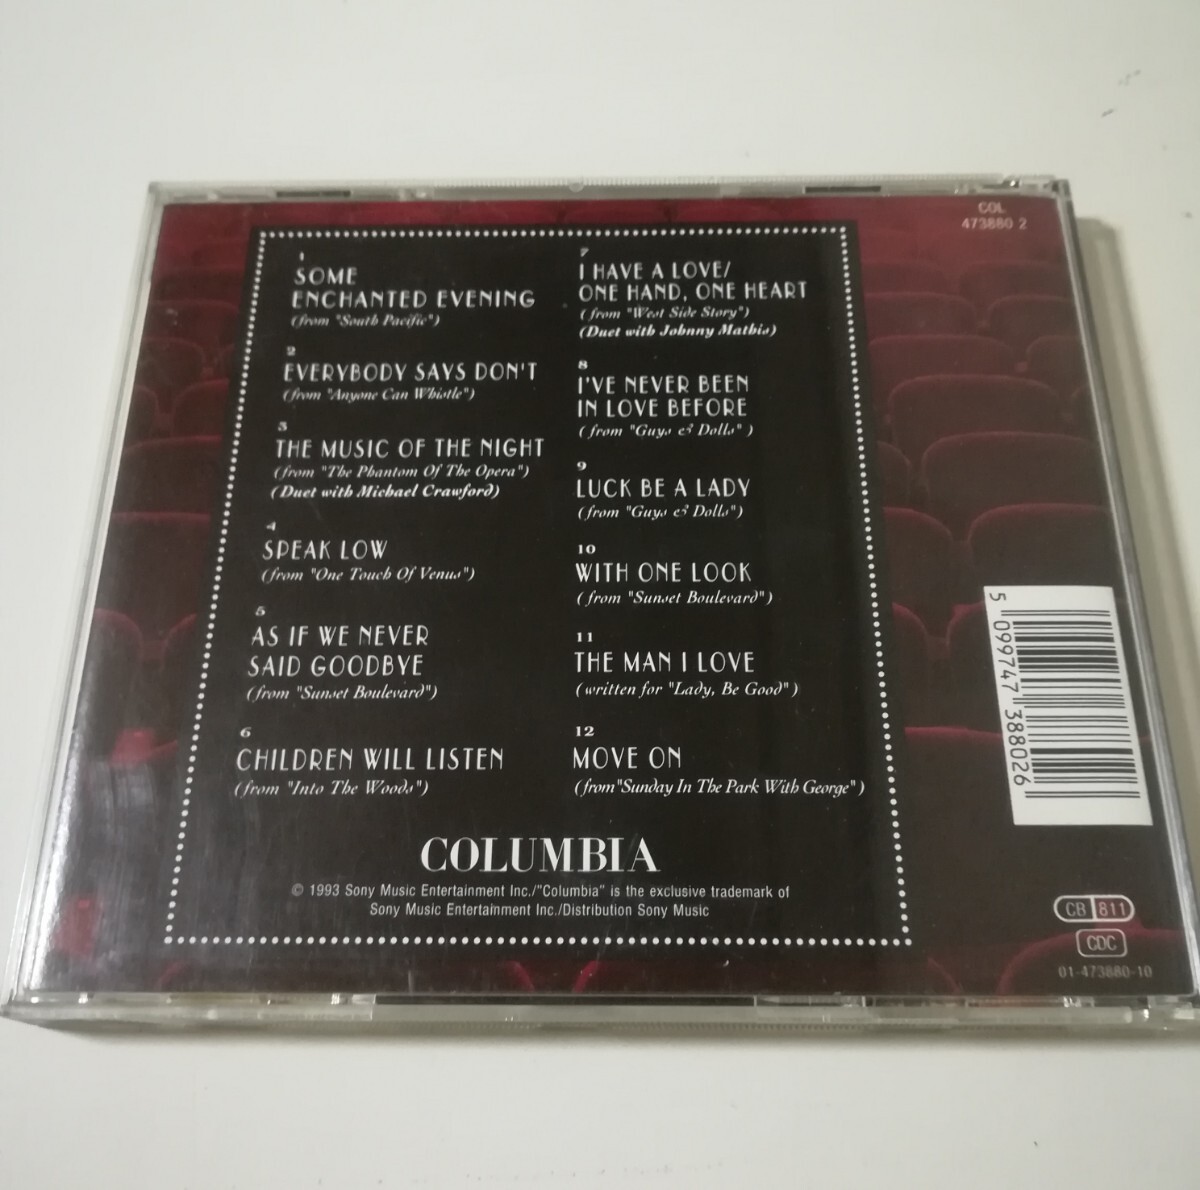 COL
473880 2
1
SOME
ENCHANTED EVENING
(from "South Pacific")
2
EVERYBODY SAYS DON'T
(from "Anyone Can Whistle")
3
THE MUSIC OF THE NIGHT
(from "The Phantom Of The Opera")
(Duet with Michael Crawford)
4
SPEAK LOW
(from "One Touch Of Venus")
5
AS IF WE NEVER
SAID GOODBYE
(from "Sunset Boulevard")
6
CHILDREN WILL LISTEN
(from "Into The Woods")
7
I HAVE A LOVE/
ONE HAND, ONE HEART
(from "West Side Story")
(Duet with Johnny Mathis)
8
I'VE NEVER BEEN
IN LOVE BEFORE
(from "Guys & Dolls")
9
LUCK BE A LADY
(from "Guys & Dolls")
10
WITH ONE LOOK
(from "Sunset Boulevard")
11
THE MAN I LOVE
(written for "Lady, Be Good")
12
MOVE ON
(from "Sunday In The Park With George")
COLUMBIA
© 1993 Sony Music Entertainment Inc./"Columbia" is the exclusive trademark of
Sony Music Entertainment Inc./Distribution Sony Music
5 099747 388026
CB 811
CDC
01-473880-10